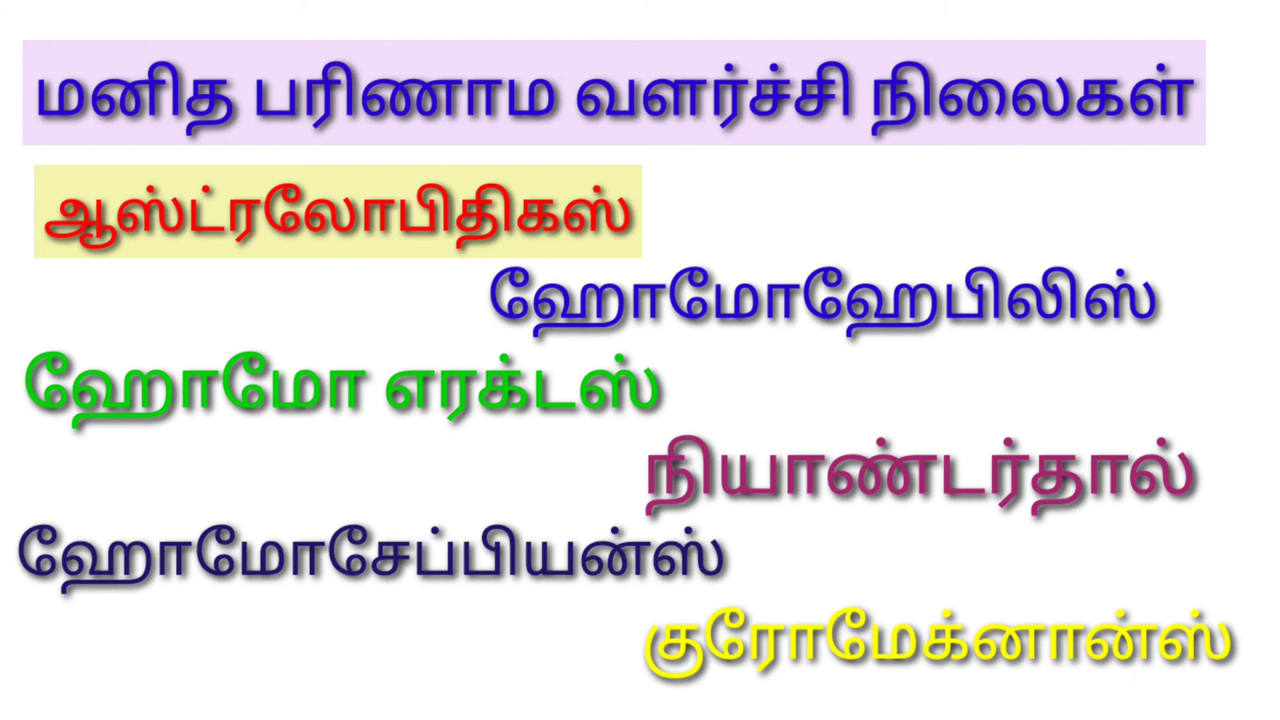 மனித பரிணாம வளர்ச்சி நிலைகள்
ஆஸ்ட்ரலோபிதிகஸ்
ஹோமோஹேபிலிஸ்
ஹோமோ எரக்டஸ்
நியாண்டர்தால்
ஹோமோசேப்பியன்ஸ்
குரோமேக்னான்ஸ்